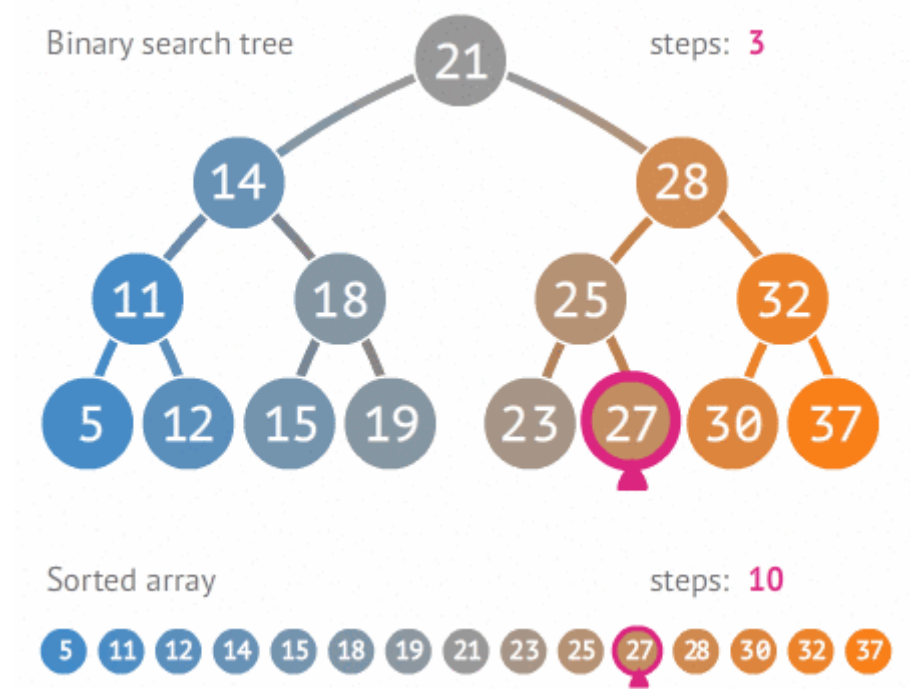 Binary search tree
steps: 3
21
14 28
11 18 25 32
5 12 15 19 23 27 30 37
Sorted array
steps: 10
5 11 12 14 15 18 19 21 23 25 27 28 30 32 37